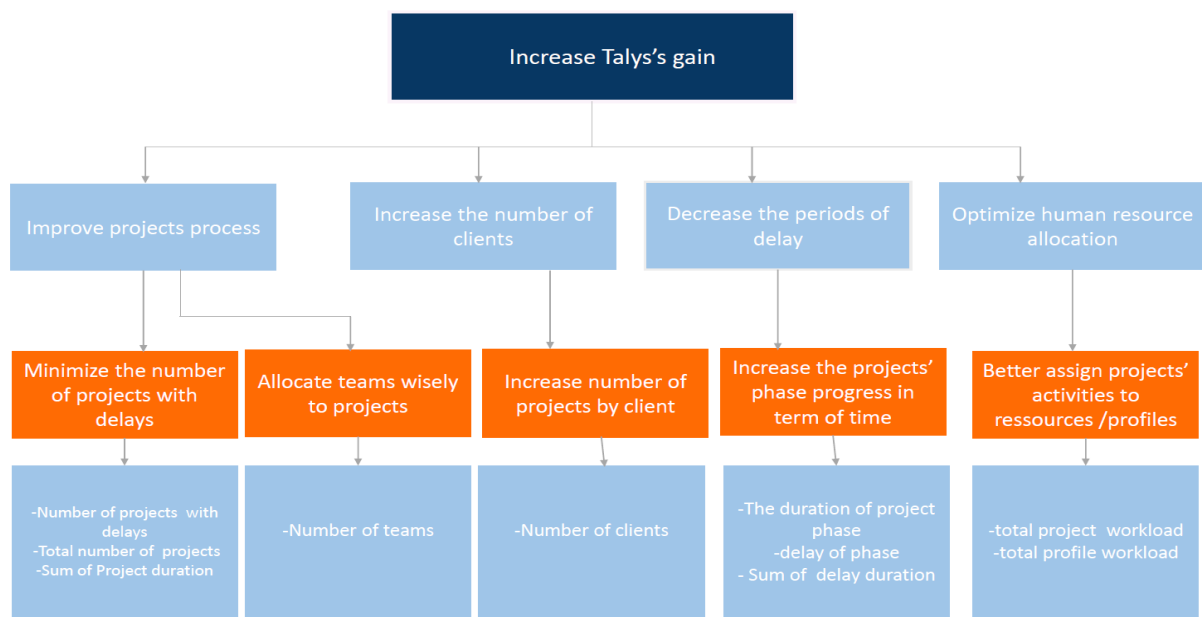 Increase Talys's gain
Improve projects process
Increase the number of
clients
Decrease the periods of
delay
Optimize human resource
allocation
Minimize the number
of projects with
delays
Allocate teams wisely
to projects
Increase number of
projects by client
Increase the projects'
phase progress in
term of time
Better assign projects'
activities to
ressources /profiles
-Number of projects  with
delays
-Total number of  projects
-Sum of Project duration
-Number of teams
-Number of clients
-The duration of project
phase
-delay of phase
- Sum of  delay duration
-total project  workload
-total profile workload